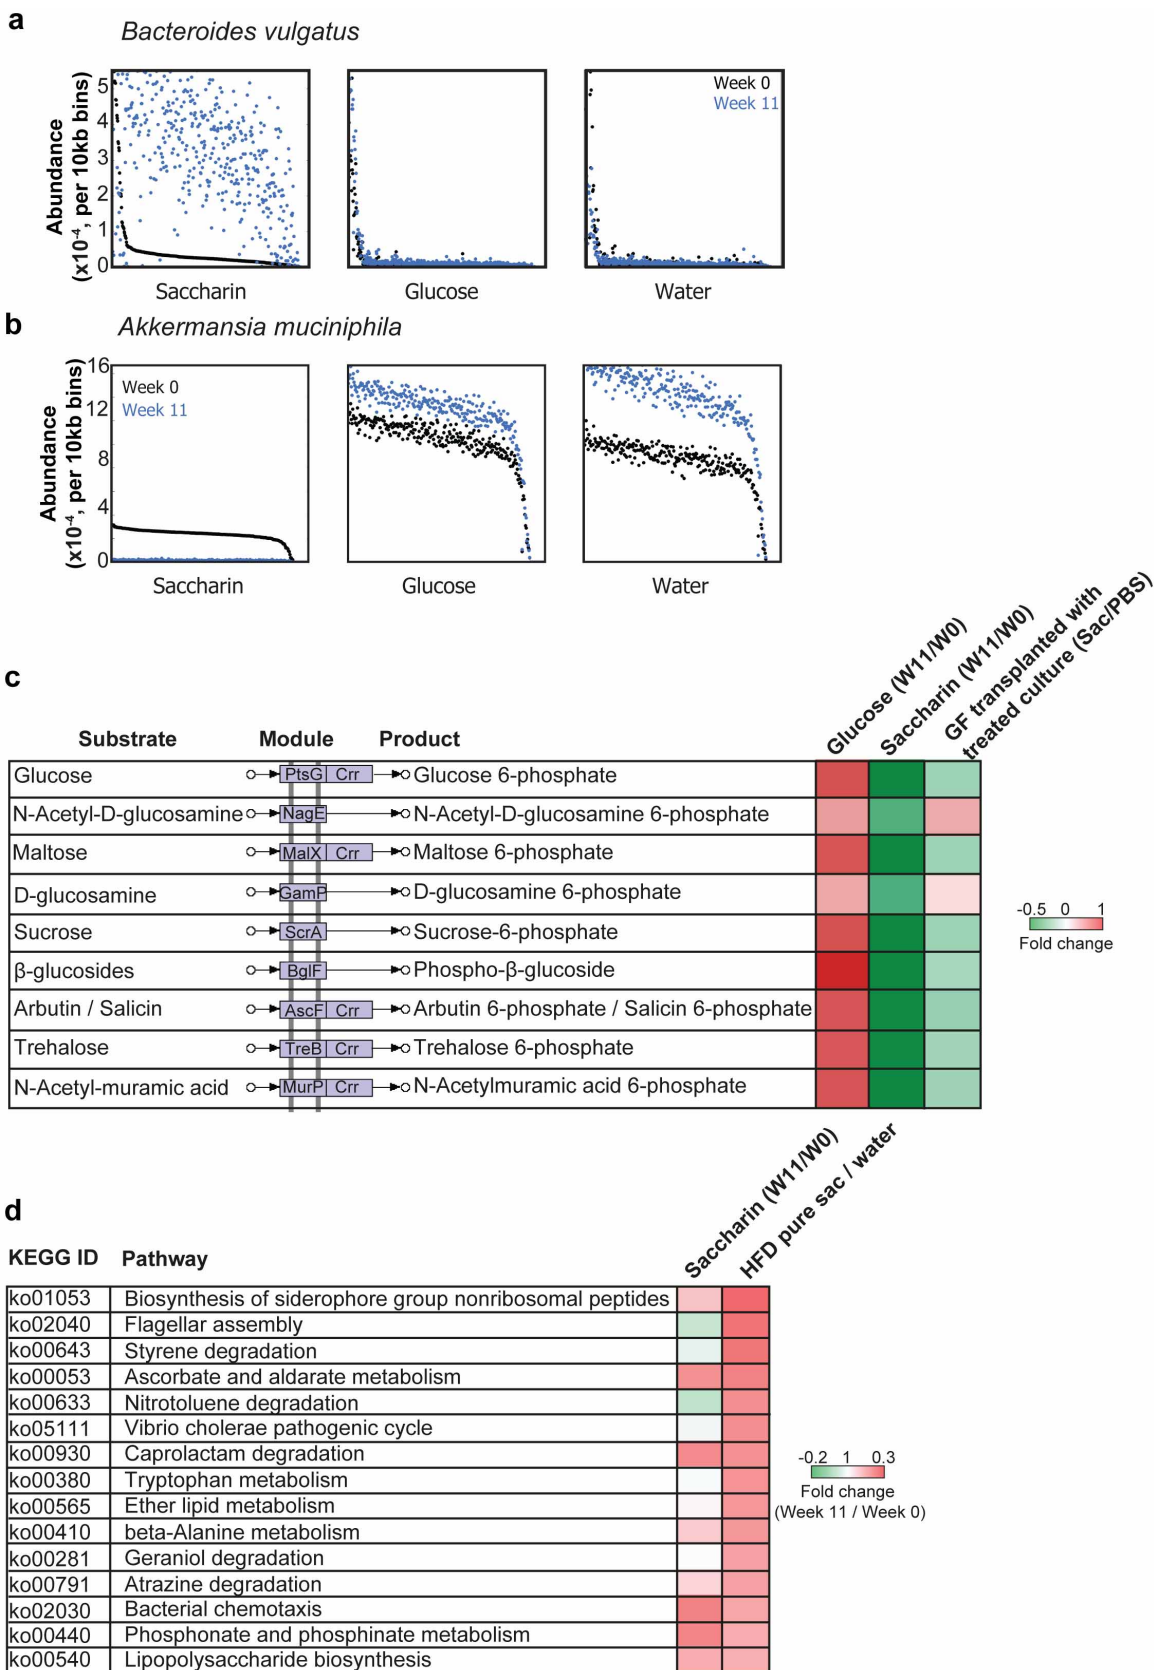 a
Bacteroides vulgatus
Abundance
(x10-4, per 10kb bins)
5
4
3
2
1
0
Week 0
Week 11
Saccharin
Glucose
Water
b
Akkermansia muciniphila
Abundance
(x10-4, per 10kb bins)
16
12
8
4
0
Week 0
Week 11
Saccharin
Glucose
Water
c
Glucose (W11/W0)
Saccharin (W11/W0)
GF transplanted with
treated culture (Sac/PBS)
Substrate Module Product
Glucose PtsG Crr Glucose 6-phosphate
N-Acetyl-D-glucosamine NagE N-Acetyl-D-glucosamine 6-phosphate
Maltose MalX Crr Maltose 6-phosphate
D-glucosamine GamP D-glucosamine 6-phosphate
Sucrose ScrA Sucrose-6-phosphate
β-glucosides BglF Phospho-β-glucoside
Arbutin / Salicin AscF Crr Arbutin 6-phosphate / Salicin 6-phosphate
Trehalose TreB Crr Trehalose 6-phosphate
N-Acetyl-muramic acid MurP Crr N-Acetylmuramic acid 6-phosphate
-0.5 0 1
Fold change
d
Saccharin (W11/W0)
HFD pure sac / water
KEGG ID Pathway
ko01053 Biosynthesis of siderophore group nonribosomal peptides
ko02040 Flagellar assembly
ko00643 Styrene degradation
ko00053 Ascorbate and aldarate metabolism
ko00633 Nitrotoluene degradation
ko05111 Vibrio cholerae pathogenic cycle
ko00930 Caprolactam degradation
ko00380 Tryptophan metabolism
ko00565 Ether lipid metabolism
ko00410 beta-Alanine metabolism
ko00281 Geraniol degradation
ko00791 Atrazine degradation
ko02030 Bacterial chemotaxis
ko00440 Phosphonate and phosphinate metabolism
ko00540 Lipopolysaccharide biosynthesis
-0.2 1 0.3
Fold change
(Week 11 / Week 0)